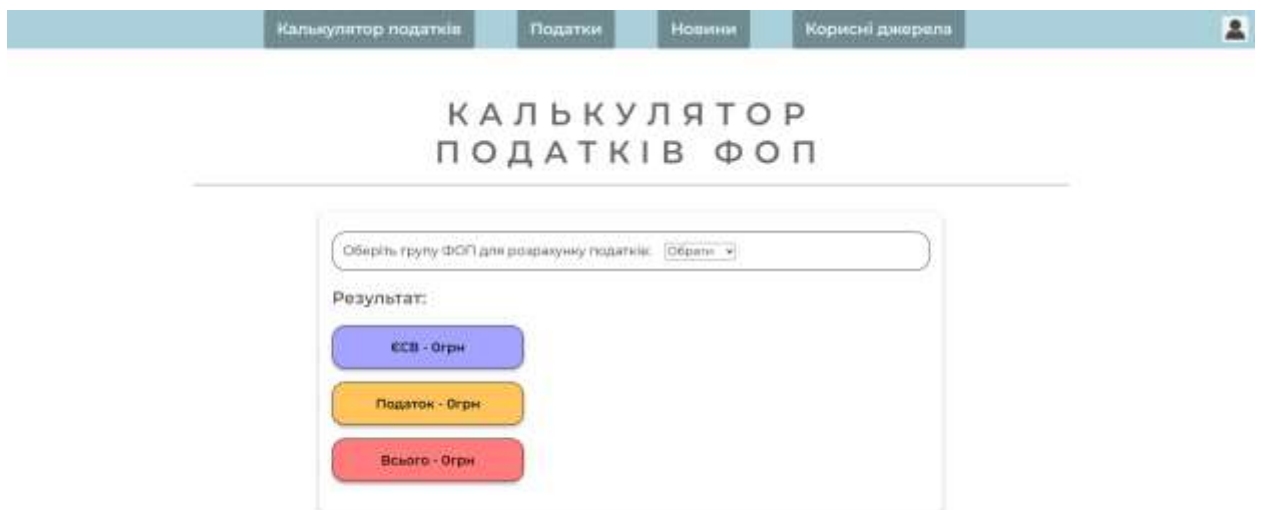 Калькулятор податків
Податки
Новини
Корисні джерела
КАЛЬКУЛЯТОР
ПОДАТКІВ ФОП
Оберіть групу ФОП для розрахунку податків: Обрати
Результат:
ЄСВ - 0грн
Податок - 0грн
Всього - 0грн